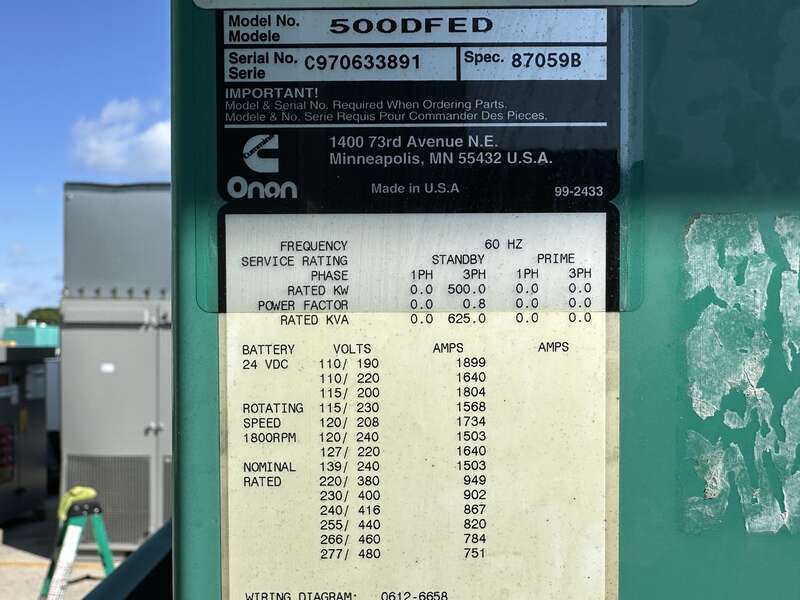 Model No. 500DFED
Modele
Serial No. C970633891 Spec. 87059B
Serie
IMPORTANT!
Model & Serial No. Required When Ordering Parts.
Modele & No. Serie Requis Pour Commander Des Pieces.
1400 73rd Avenue N.E.
Minneapolis, MN 55432 U.S.A.
Onan Made in U.S.A 99-2433
FREQUENCY 60 HZ
SERVICE RATING STANDBY PRIME
PHASE 1PH 3PH 1PH 3PH
RATED KW 0.0 500.0 0.0 0.0
POWER FACTOR 0.0 0.8 0.0 0.0
RATED KVA 0.0 625.0 0.0 0.0
BATTERY VOLTS AMPS AMPS
24 VDC 110/ 190 1899
110/ 220 1640
115/ 200 1804
ROTATING 115/ 230 1568
SPEED 120/ 208 1734
1800RPM 120/ 240 1503
127/ 220 1640
NOMINAL 139/ 240 1503
RATED 220/ 380 949
230/ 400 902
240/ 416 867
255/ 440 820
266/ 460 784
277/ 480 751
WIRING DIAGRAM: 0612-6658